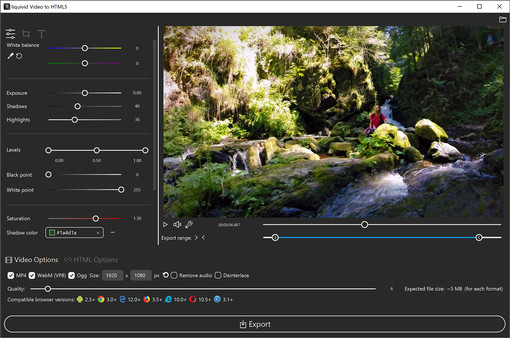 liquivid Video to HTML5
White balance
0
0
Exposure 0.00
Shadows 40
Highlights 30
Levels
0.00 0.50 1.00
Black point 0
White point 255
Saturation 1.30
Shadow color #1a4d1a
00:00:06.407
Export range:
Video Options </> HTML Options
MP4 WebM (VP8) Ogg Size: 1920 x 1080 px Remove audio Deinterlace
Quality: 6 Expected file size: ~5 MB (for each format)
Compatible browser versions: 2.3+ 3.0+ 12.0+ 3.5+ 10.0+ 10.5+ 3.1+
Export